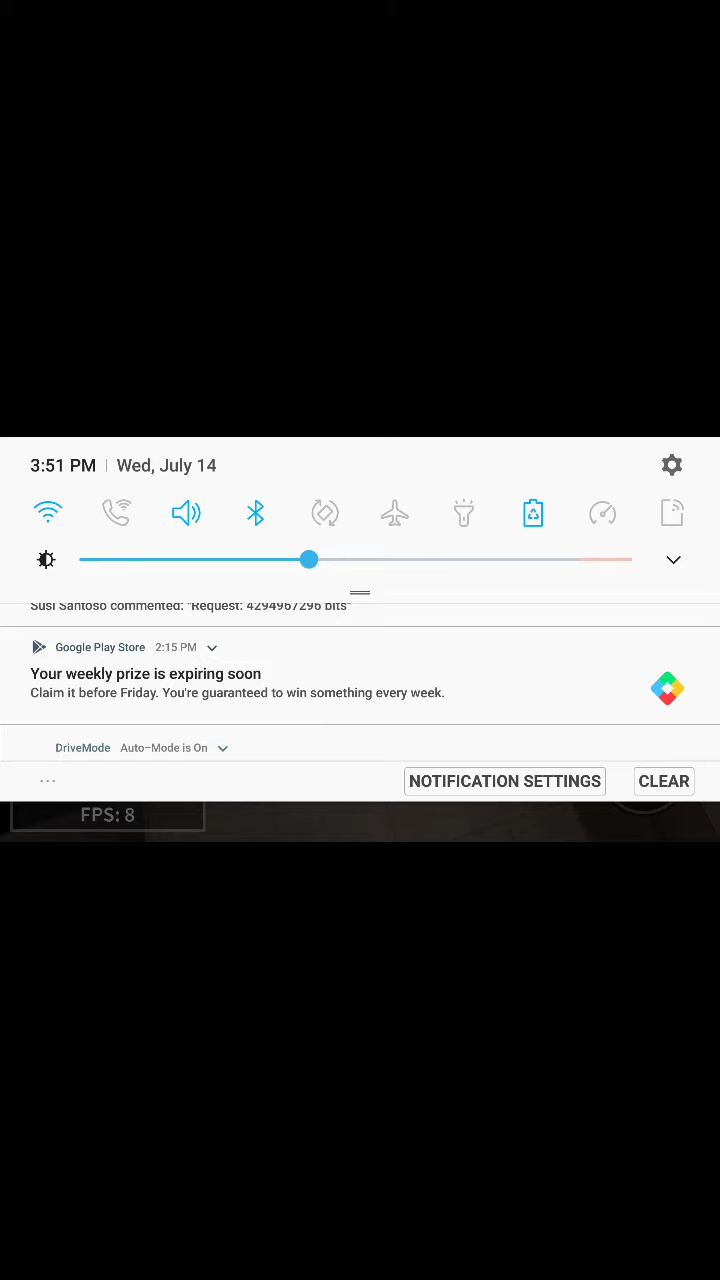 3:51 PM | Wed, July 14
Susi Santoso commented: "Request: 4294967296 bits"
Google Play Store 2:15 PM
Your weekly prize is expiring soon
Claim it before Friday. You're guaranteed to win something every week.
DriveMode Auto-Mode is On
... NOTIFICATION SETTINGS CLEAR
FPS: 8